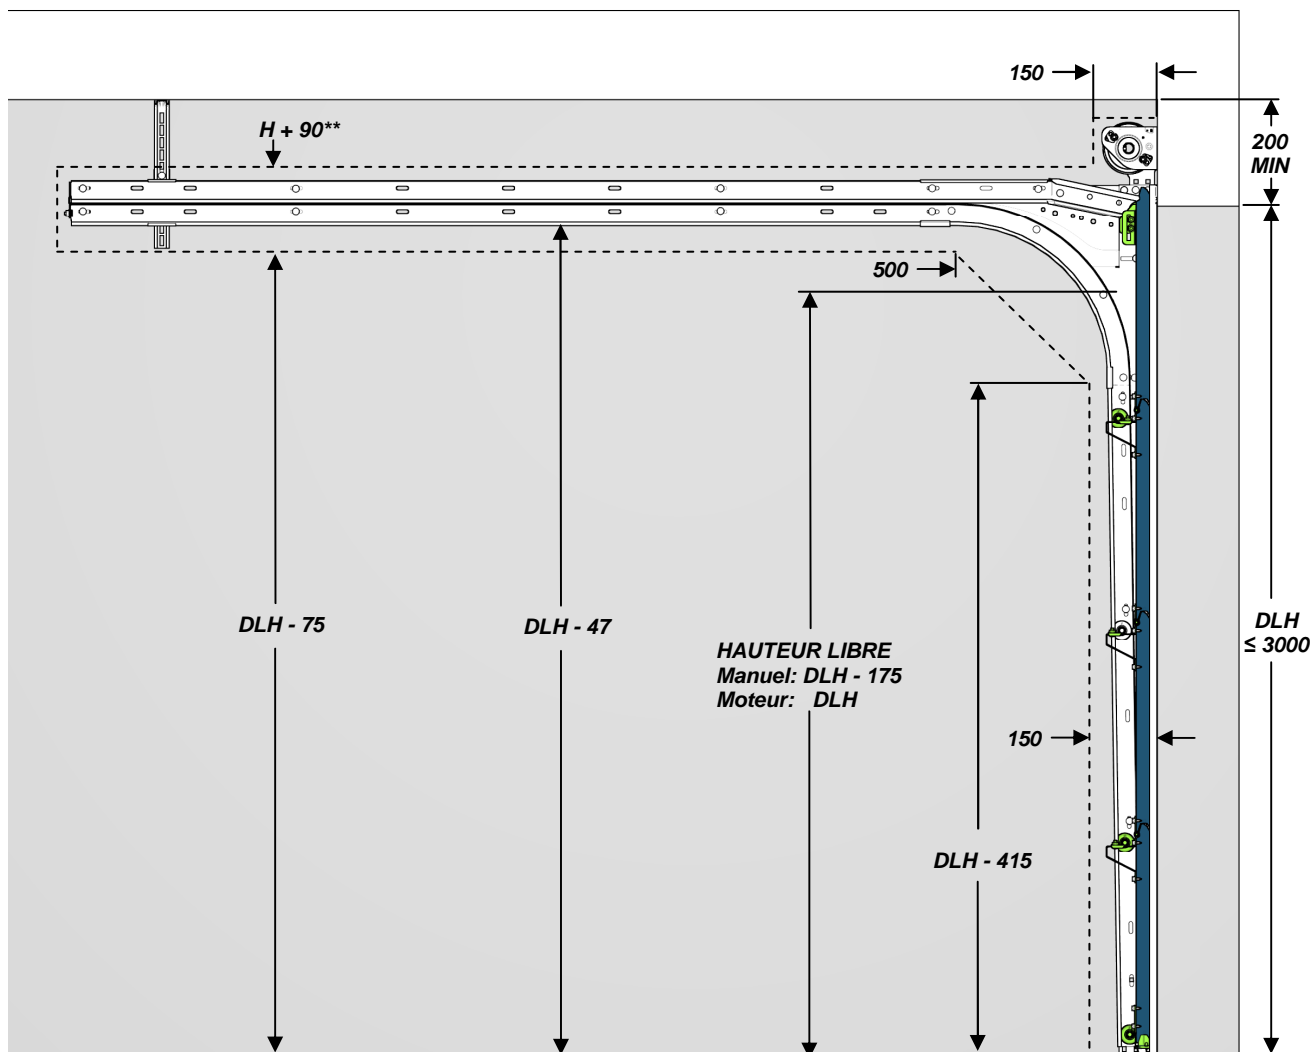 150
H + 90**
200
MIN
500
DLH - 75
DLH - 47
HAUTEUR LIBRE
Manuel: DLH - 175
Moteur: DLH
DLH
≤ 3000
150
DLH - 415